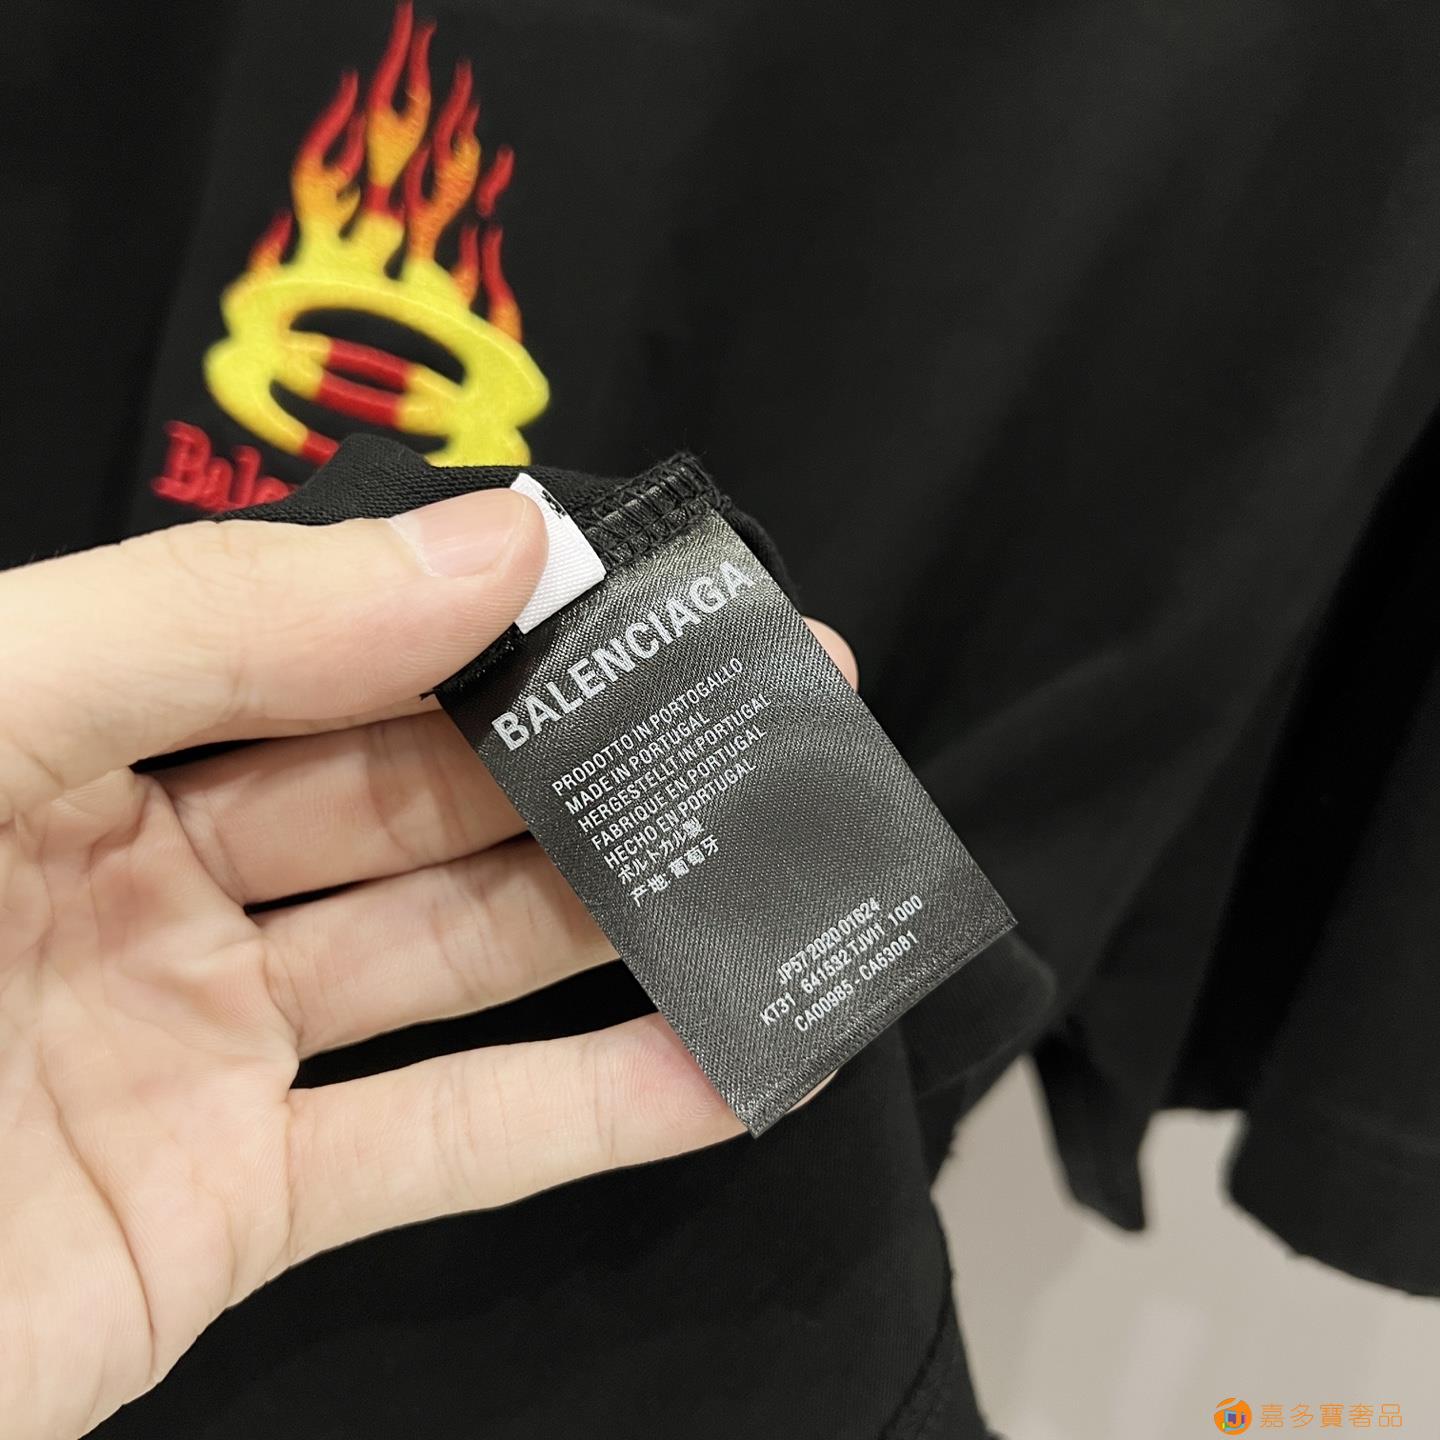 Bale
BALENCIAGA
PRODOTTO IN PORTOGALLO
MADE IN PORTUGAL
HERGESTELLT IN PORTUGAL
FABRIQUE EN PORTUGAL
HECHO EN PORTUGAL
ポルトガル製
产地:葡萄牙
JP57 2020.01624
KT31 641532 TJVI1 1000
CA00985 - CA63081
嘉多寶奢品